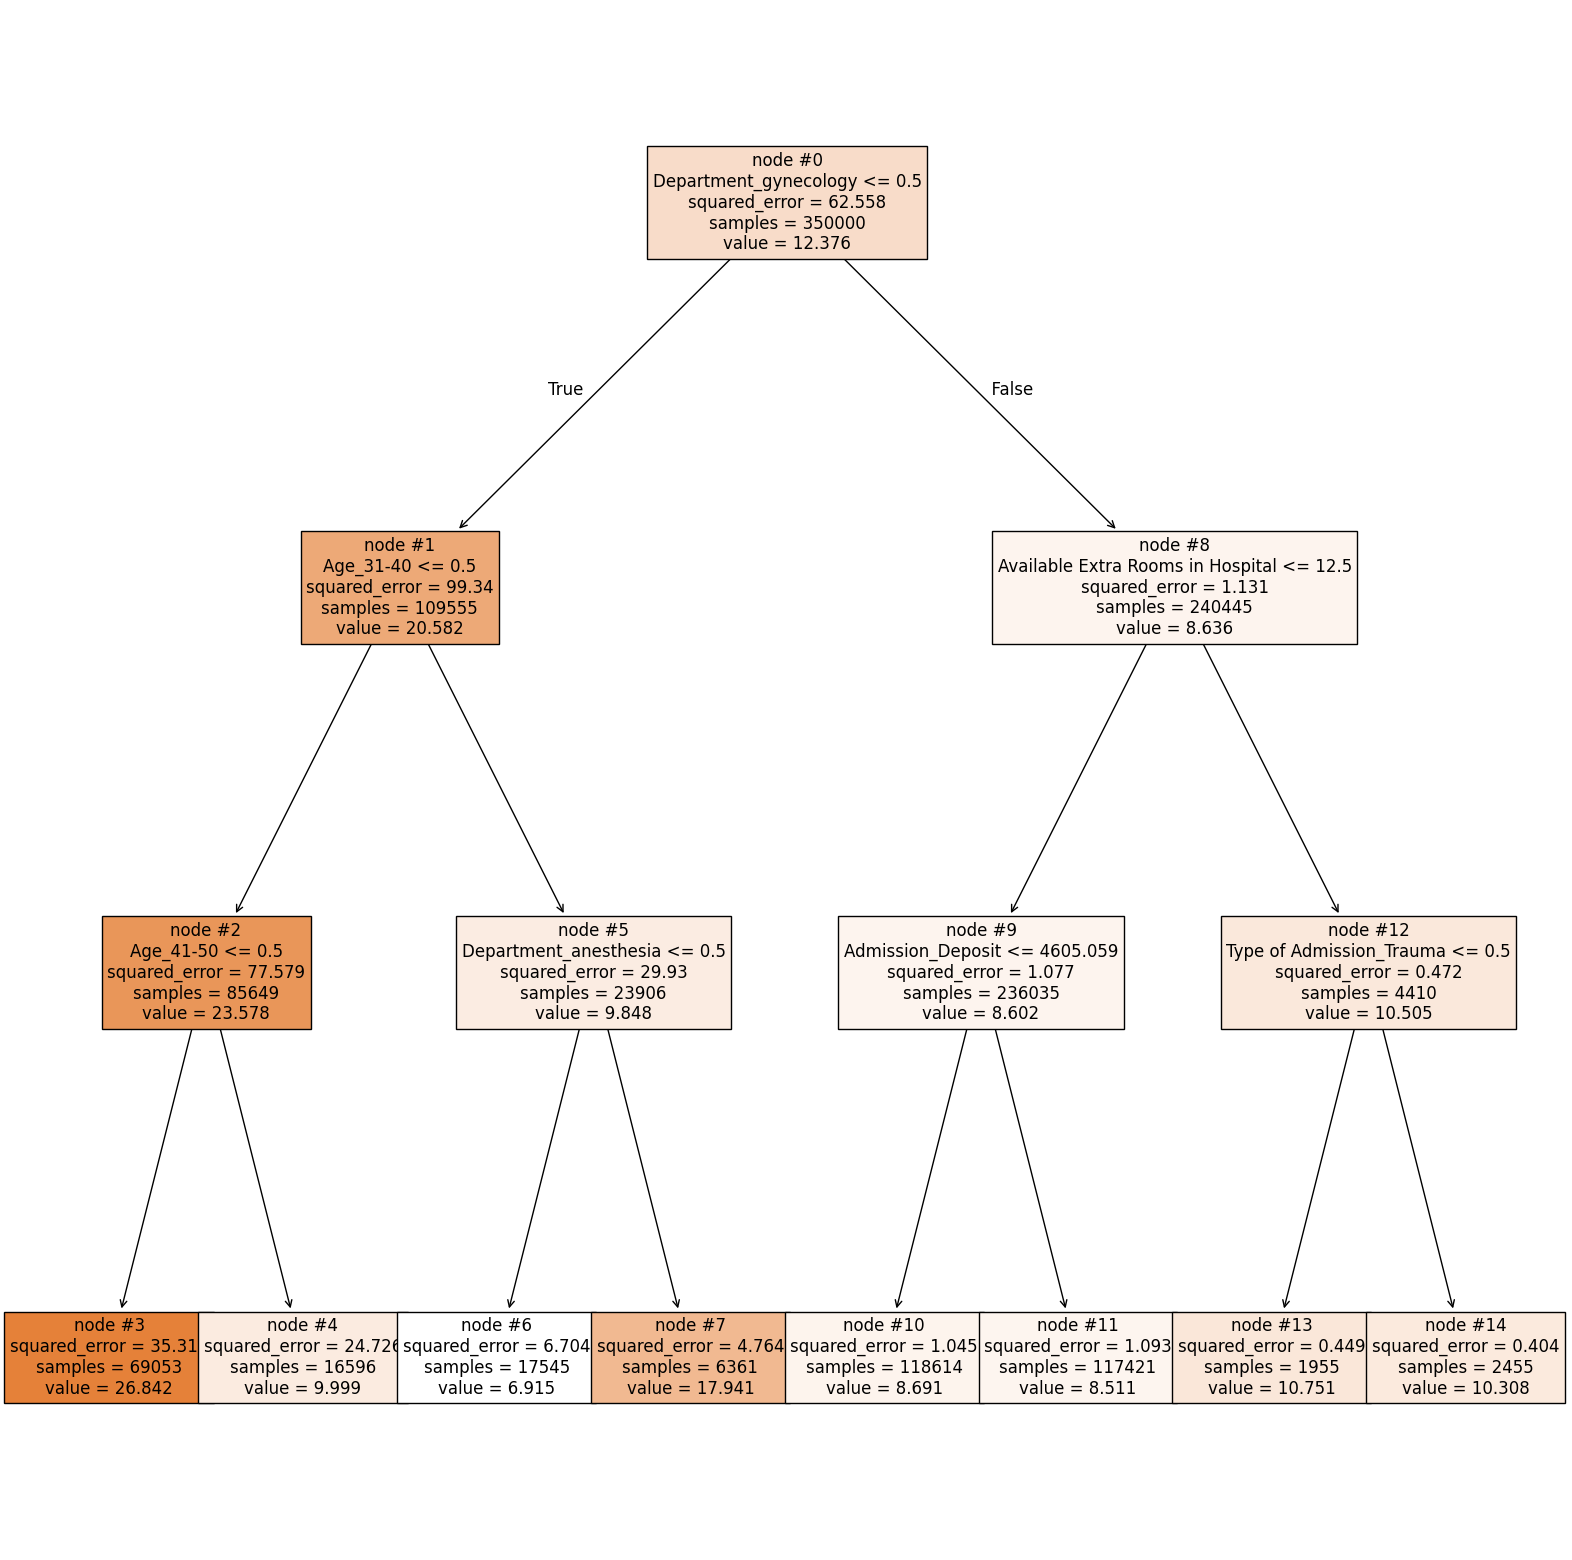 node #0
Department_gynecology <= 0.5
squared_error = 62.558
samples = 350000
value = 12.376
True
False
node #1
Age_31-40 <= 0.5
squared_error = 99.34
samples = 109555
value = 20.582
node #8
Available Extra Rooms in Hospital <= 12.5
squared_error = 1.131
samples = 240445
value = 8.636
node #2
Age_41-50 <= 0.5
squared_error = 77.579
samples = 85649
value = 23.578
node #5
Department_anesthesia <= 0.5
squared_error = 29.93
samples = 23906
value = 9.848
node #9
Admission_Deposit <= 4605.059
squared_error = 1.077
samples = 236035
value = 8.602
node #12
Type of Admission_Trauma <= 0.5
squared_error = 0.472
samples = 4410
value = 10.505
node #3
squared_error = 35.31
samples = 69053
value = 26.842
node #4
squared_error = 24.726
samples = 16596
value = 9.999
node #6
squared_error = 6.704
samples = 17545
value = 6.915
node #7
squared_error = 4.764
samples = 6361
value = 17.941
node #10
squared_error = 1.045
samples = 118614
value = 8.691
node #11
squared_error = 1.093
samples = 117421
value = 8.511
node #13
squared_error = 0.449
samples = 1955
value = 10.751
node #14
squared_error = 0.404
samples = 2455
value = 10.308